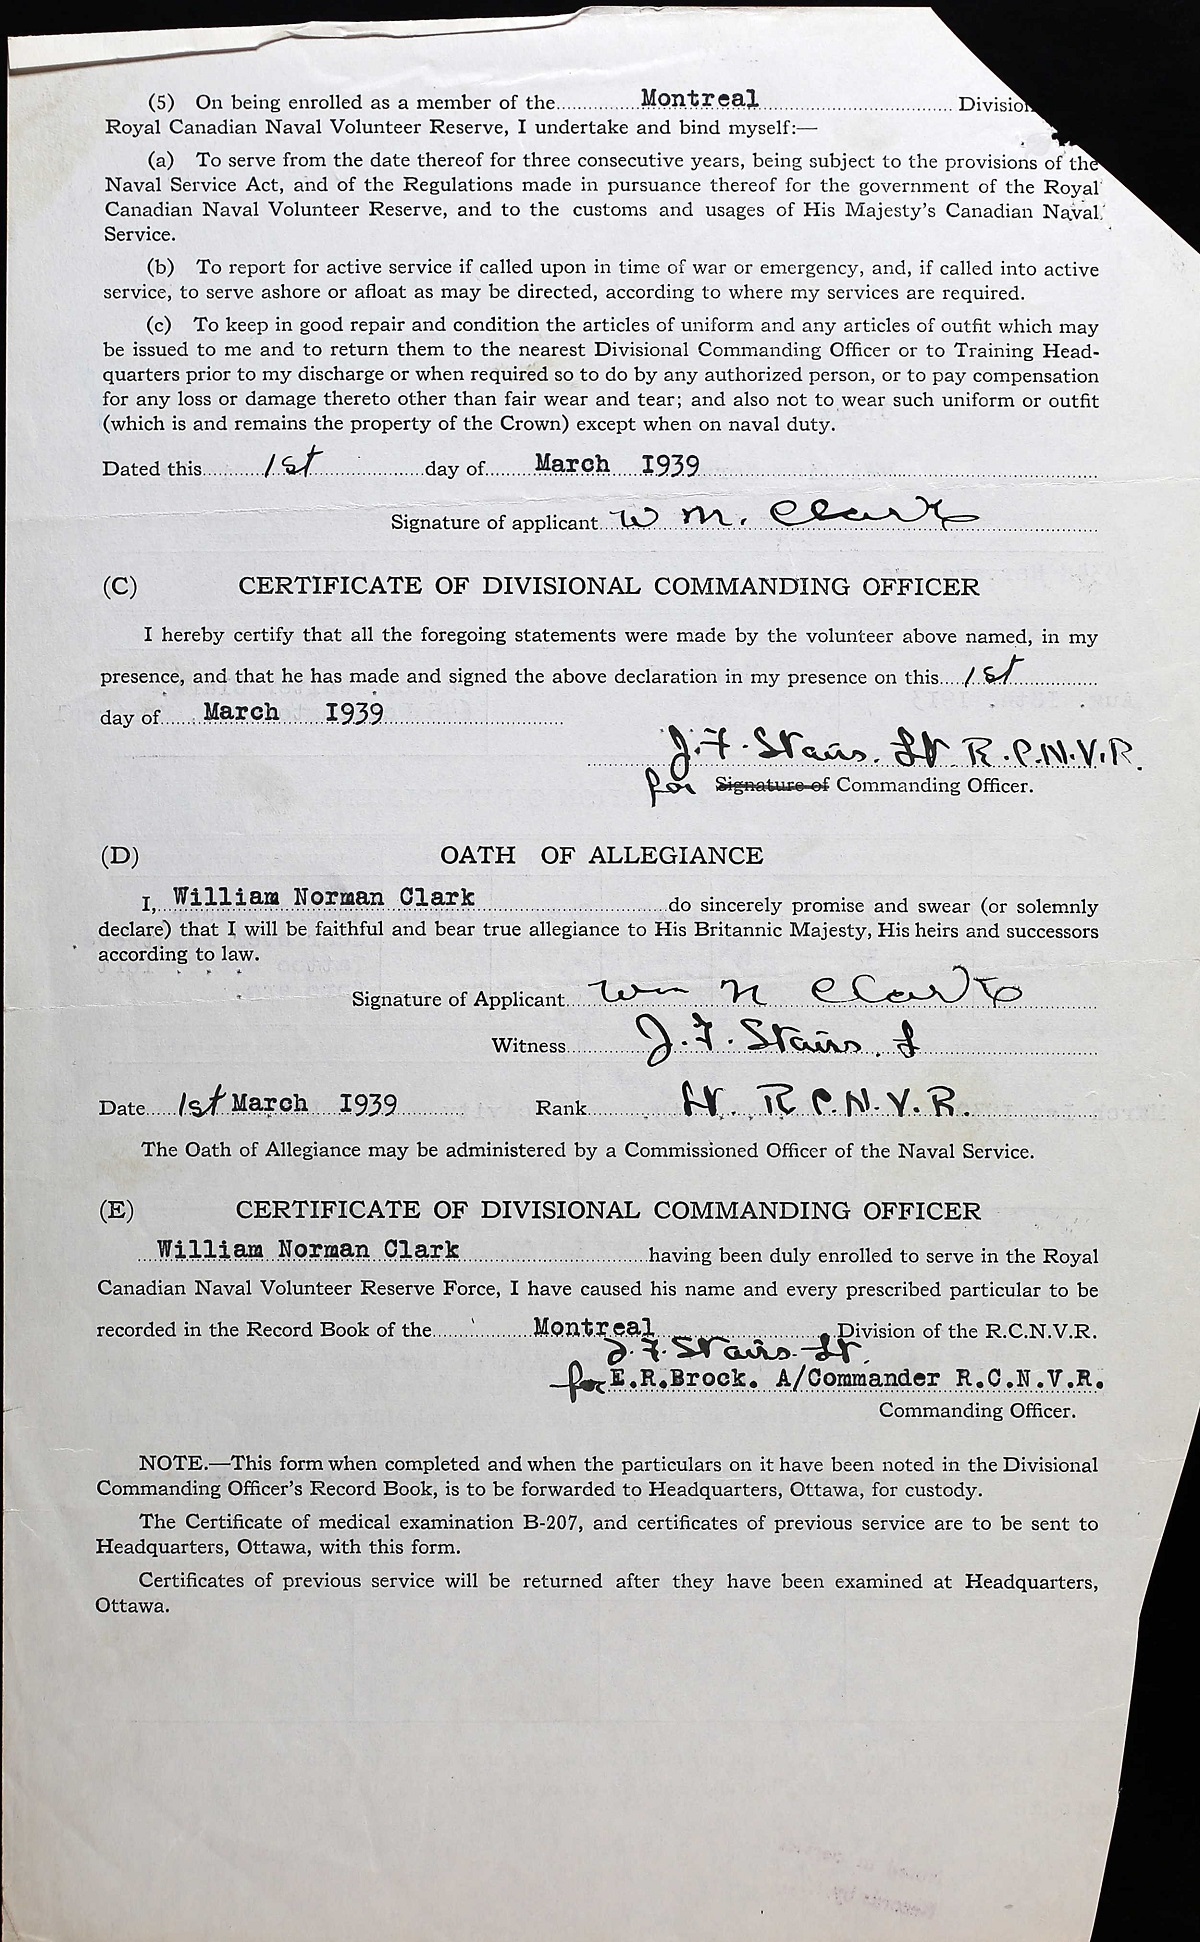 (5) On being enrolled as a member of the Montreal Division
Royal Canadian Naval Volunteer Reserve, I undertake and bind myself:—
(a) To serve from the date thereof for three consecutive years, being subject to the provisions of the
Naval Service Act, and of the Regulations made in pursuance thereof for the government of the Royal
Canadian Naval Volunteer Reserve, and to the customs and usages of His Majesty's Canadian Naval
Service.
(b) To report for active service if called upon in time of war or emergency, and, if called into active
service, to serve ashore or afloat as may be directed, according to where my services are required.
(c) To keep in good repair and condition the articles of uniform and any articles of outfit which may
be issued to me and to return them to the nearest Divisional Commanding Officer or to Training Head-
quarters prior to my discharge or when required so to do by any authorized person, or to pay compensation
for any loss or damage thereto other than fair wear and tear; and also not to wear such uniform or outfit
(which is and remains the property of the Crown) except when on naval duty.
Dated this 1st day of March 1939
Signature of applicant W M. Clark
(C) CERTIFICATE OF DIVISIONAL COMMANDING OFFICER
I hereby certify that all the foregoing statements were made by the volunteer above named, in my
presence, and that he has made and signed the above declaration in my presence on this 1st
day of March 1939
J.F. Stairs. Lt R.C.N.V.R.
for Signature of Commanding Officer.
(D) OATH OF ALLEGIANCE
I, William Norman Clark do sincerely promise and swear (or solemnly
declare) that I will be faithful and bear true allegiance to His Britannic Majesty, His heirs and successors
according to law.
Signature of Applicant Wm N Clark
Witness J.F. Stairs. L
Date 1st March 1939 Rank Lt. R C.N.V.R.
The Oath of Allegiance may be administered by a Commissioned Officer of the Naval Service.
(E) CERTIFICATE OF DIVISIONAL COMMANDING OFFICER
William Norman Clark having been duly enrolled to serve in the Royal
Canadian Naval Volunteer Reserve Force, I have caused his name and every prescribed particular to be
recorded in the Record Book of the Montreal Division of the R.C.N.V.R.
J.F. Stairs. Lt.
for E.R.Brock. A/Commander R.C.N.V.R.
Commanding Officer.
NOTE.—This form when completed and when the particulars on it have been noted in the Divisional
Commanding Officer's Record Book, is to be forwarded to Headquarters, Ottawa, for custody.
The Certificate of medical examination B-207, and certificates of previous service are to be sent to
Headquarters, Ottawa, with this form.
Certificates of previous service will be returned after they have been examined at Headquarters,
Ottawa.